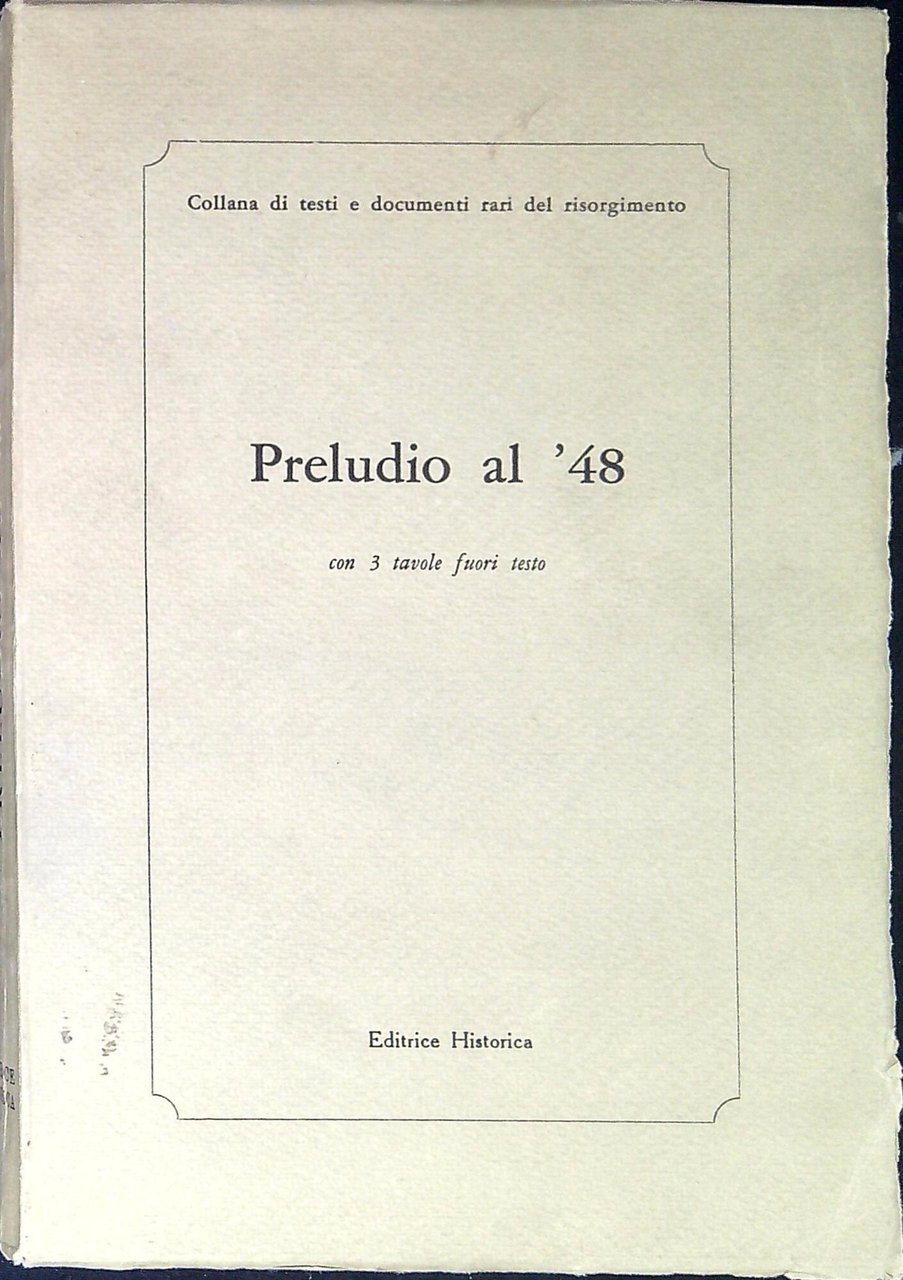 Collana di testi e documenti rari del risorgimento
Preludio al '48
con 3 tavole fuori testo
Editrice Historica